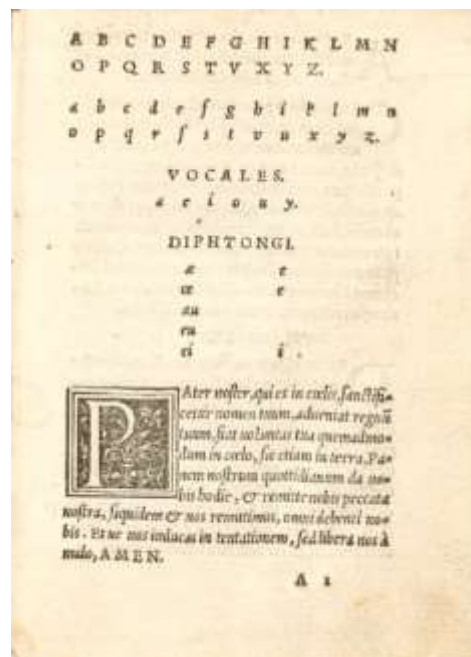 A B C D E F G H I K L M N
O P Q R S T V X Y Z.
a b c d e f g h i k l m n
o p q r ſ s t v u x y z.
VOCALES.
a e i o u y.
DIPHTONGI.
æ e
œ e
au
eu
ei i.
PAter noſter, qui es in cœlis, ſanctifi-
cetur nomen tuum, adueniat regnū
tuum, fiat uoluntas tua quemadmo-
dum in cœlo, ſic etiam in terra, Pa-
nem noſtrum quottidianum da no-
bis hodie, & remitte nobis peccata
noſtra, ſiquidem & nos remittimus, omni debenti no-
bis. Et ne nos inducas in tentationem, ſed libera nos à
malo, AMEN.
A 2